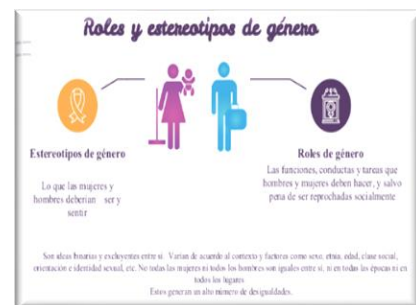 Roles y estereotipos de género
Estereotipos de género
Lo que las mujeres y
hombres deberían ser y
sentir
Roles de género
Las funciones, conductas y tareas que
hombres y mujeres deben hacer, y salvo
pena de ser reprochadas socialmente
Son ideas binarias y excluyentes entre si. Varian de acuerdo al contexto y factores como sexo, etnia, edad, clase social,
orientación e identidad sexual, etc. No todas las mujeres ni todos los hombres son iguales entre si, ni en todas las épocas ni en
todos los lugares
Estos generan un alto número de desigualdades.